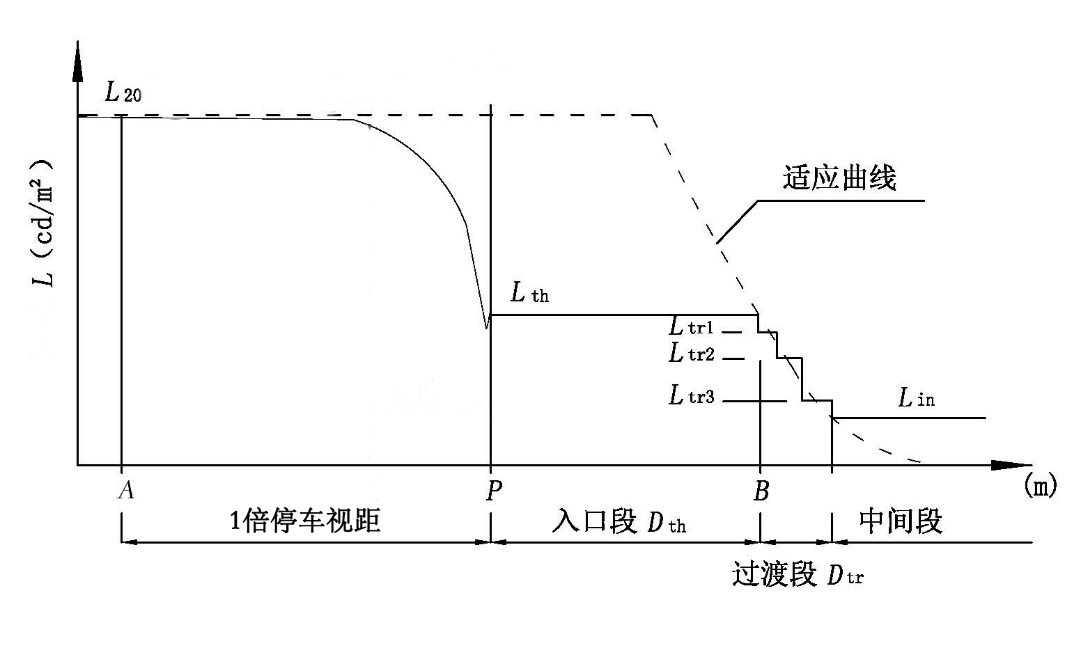 L20
L（cd/m²）
适应曲线
Lth
Ltr1
Ltr2
Ltr3
Lin
A
P
B
(m)
1倍停车视距
入口段 Dth
中间段
过渡段 Dtr